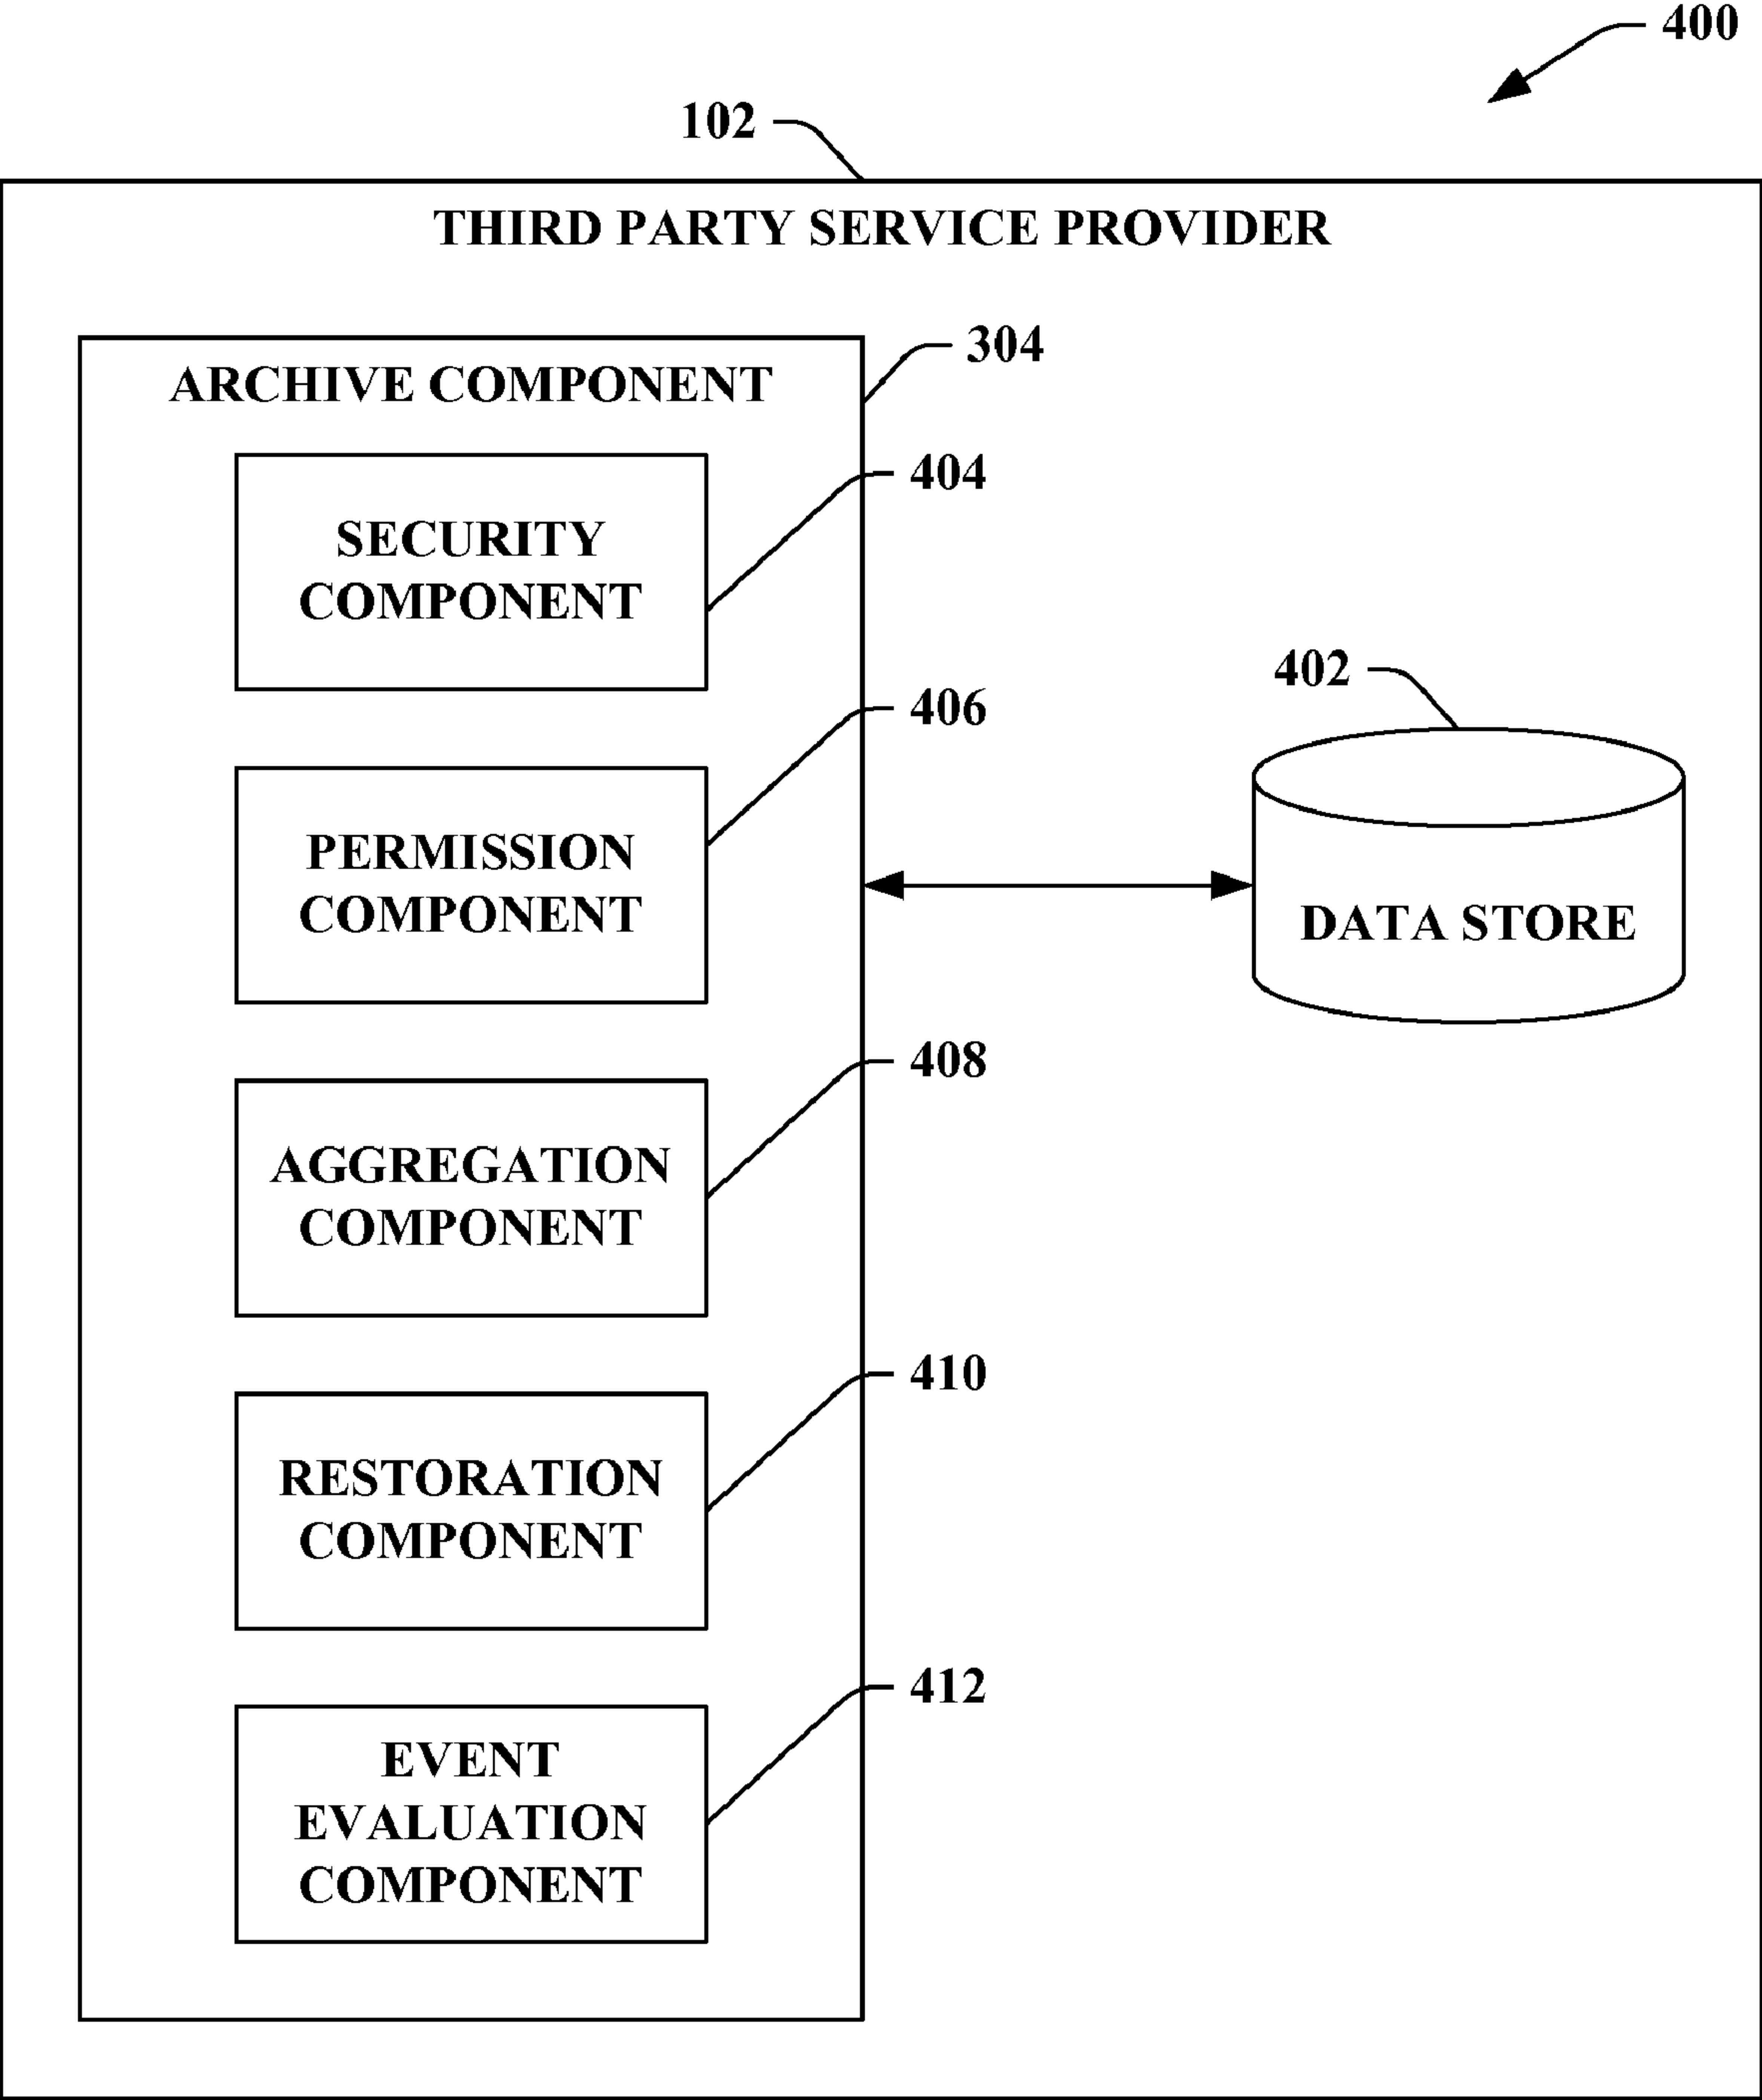 400
102
THIRD PARTY SERVICE PROVIDER
304
ARCHIVE COMPONENT
404
SECURITY
COMPONENT
402
406
PERMISSION
COMPONENT
DATA STORE
408
AGGREGATION
COMPONENT
410
RESTORATION
COMPONENT
412
EVENT
EVALUATION
COMPONENT